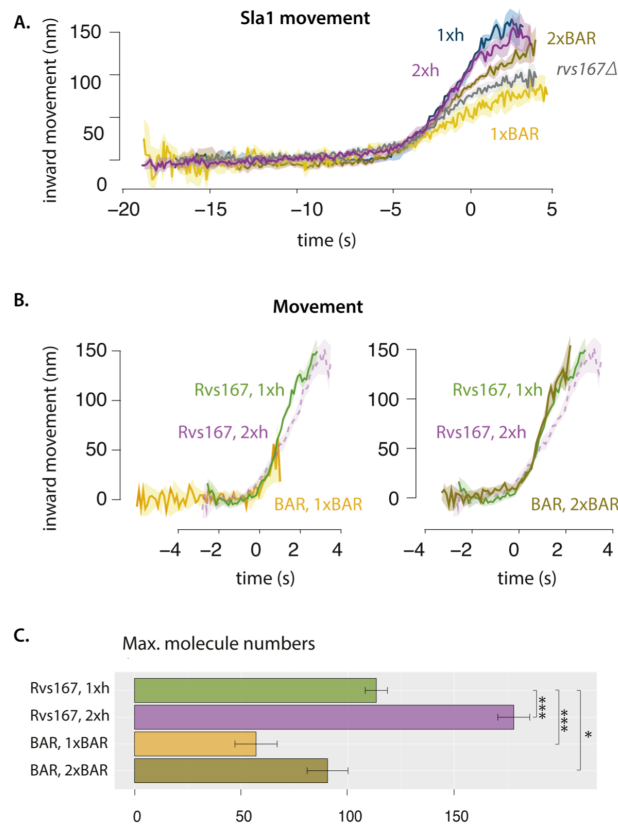 A.
Sla1 movement
inward movement (nm)
150
100
50
0
1xh
2xh
2xBAR
rvs167Δ
1xBAR
−20 −15 −10 −5 0 5
time (s)
B.
Movement
inward movement (nm)
150
100
50
0
Rvs167, 1xh
Rvs167, 2xh
BAR, 1xBAR
−4 −2 0 2 4
time (s)
150
100
50
0
Rvs167, 1xh
Rvs167, 2xh
BAR, 2xBAR
−4 −2 0 2 4
time (s)
C.
Max. molecule numbers
Rvs167, 1xh
Rvs167, 2xh
BAR, 1xBAR
BAR, 2xBAR
***
***
*
0 50 100 150